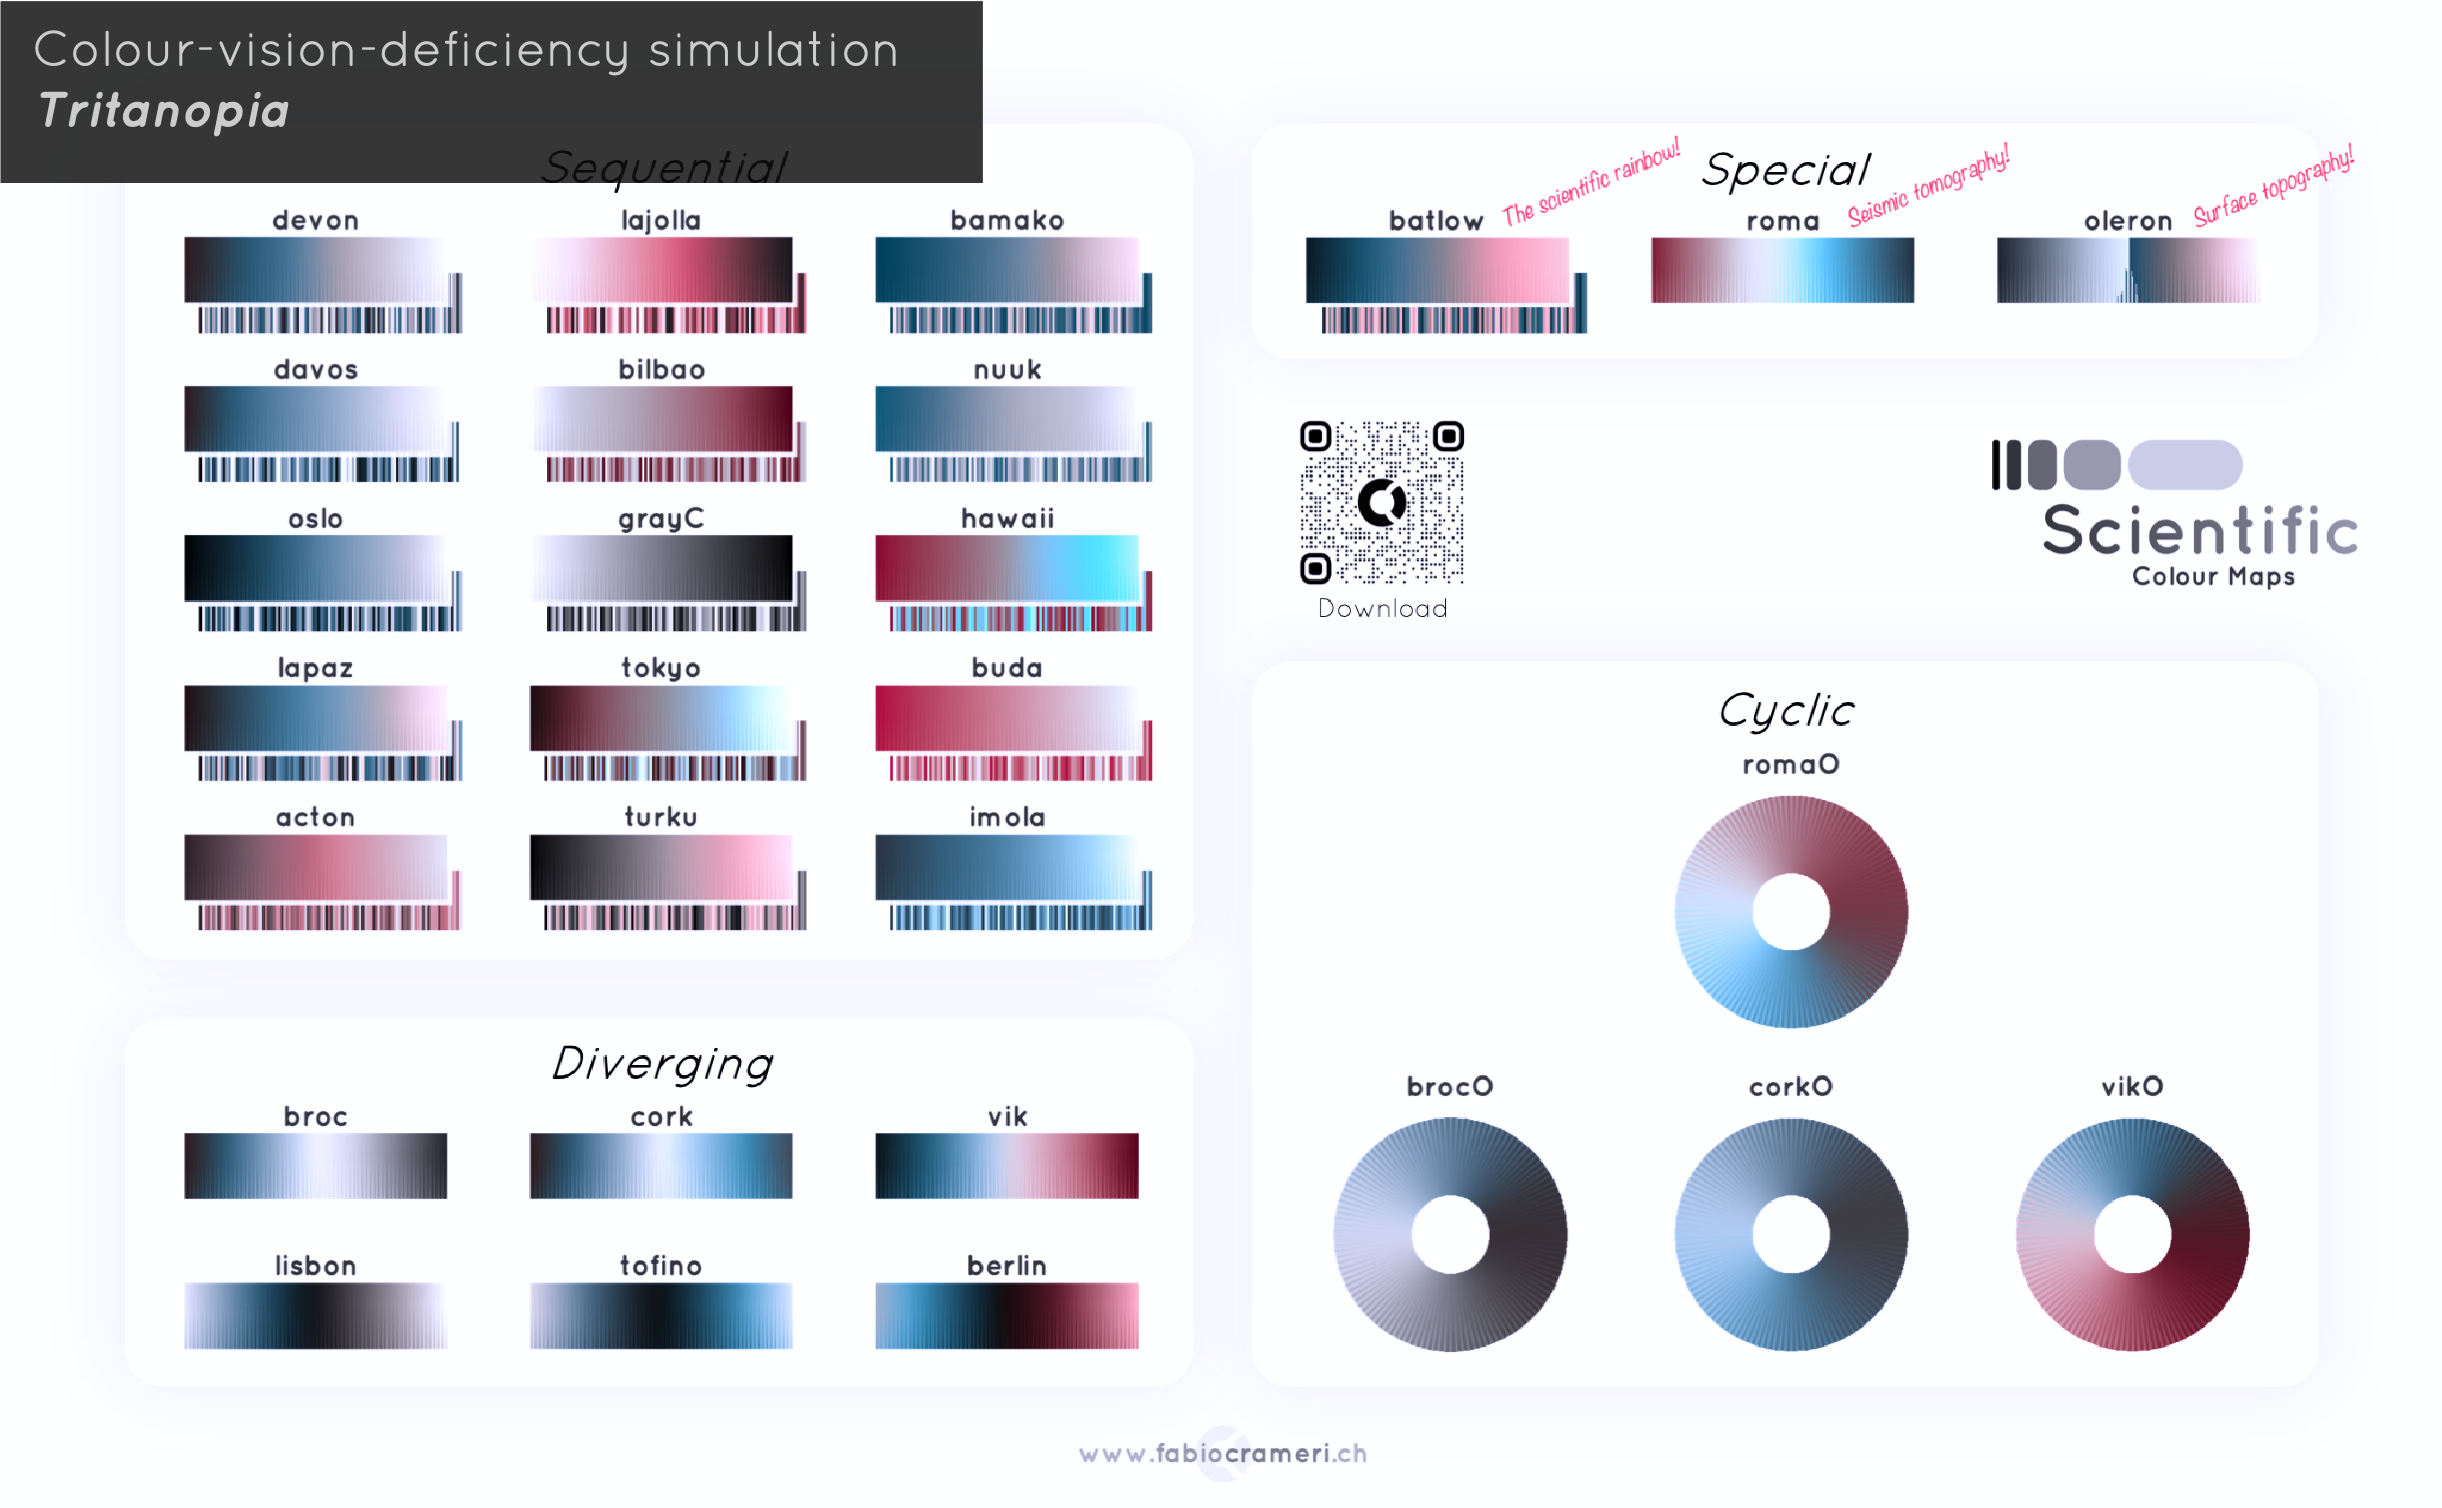 Colour-vision-deficiency simulation
Tritanopia
Sequential
devon
lajolla
bamako
davos
bilbao
nuuk
oslo
grayC
hawaii
lapaz
tokyo
buda
acton
turku
imola
Diverging
broc
cork
vik
lisbon
tofino
berlin
Special
batlow
The scientific rainbow!
roma
Seismic tomography!
oleron
Surface topography!
Download
Scientific
Colour Maps
Cyclic
romaO
brocO
corkO
vikO
www.fabiocrameri.ch